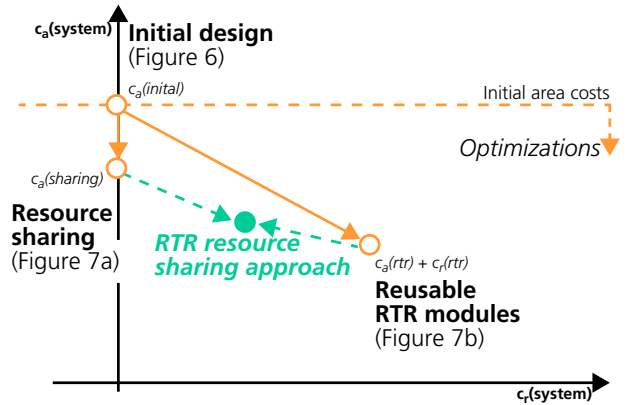 cₐ(system)
Initial design
(Figure 6)
cₐ(inital)
Initial area costs
Optimizations
cₐ(sharing)
Resource
sharing
(Figure 7a)
RTR resource
sharing approach
cₐ(rtr) + cᵣ(rtr)
Reusable
RTR modules
(Figure 7b)
cᵣ(system)